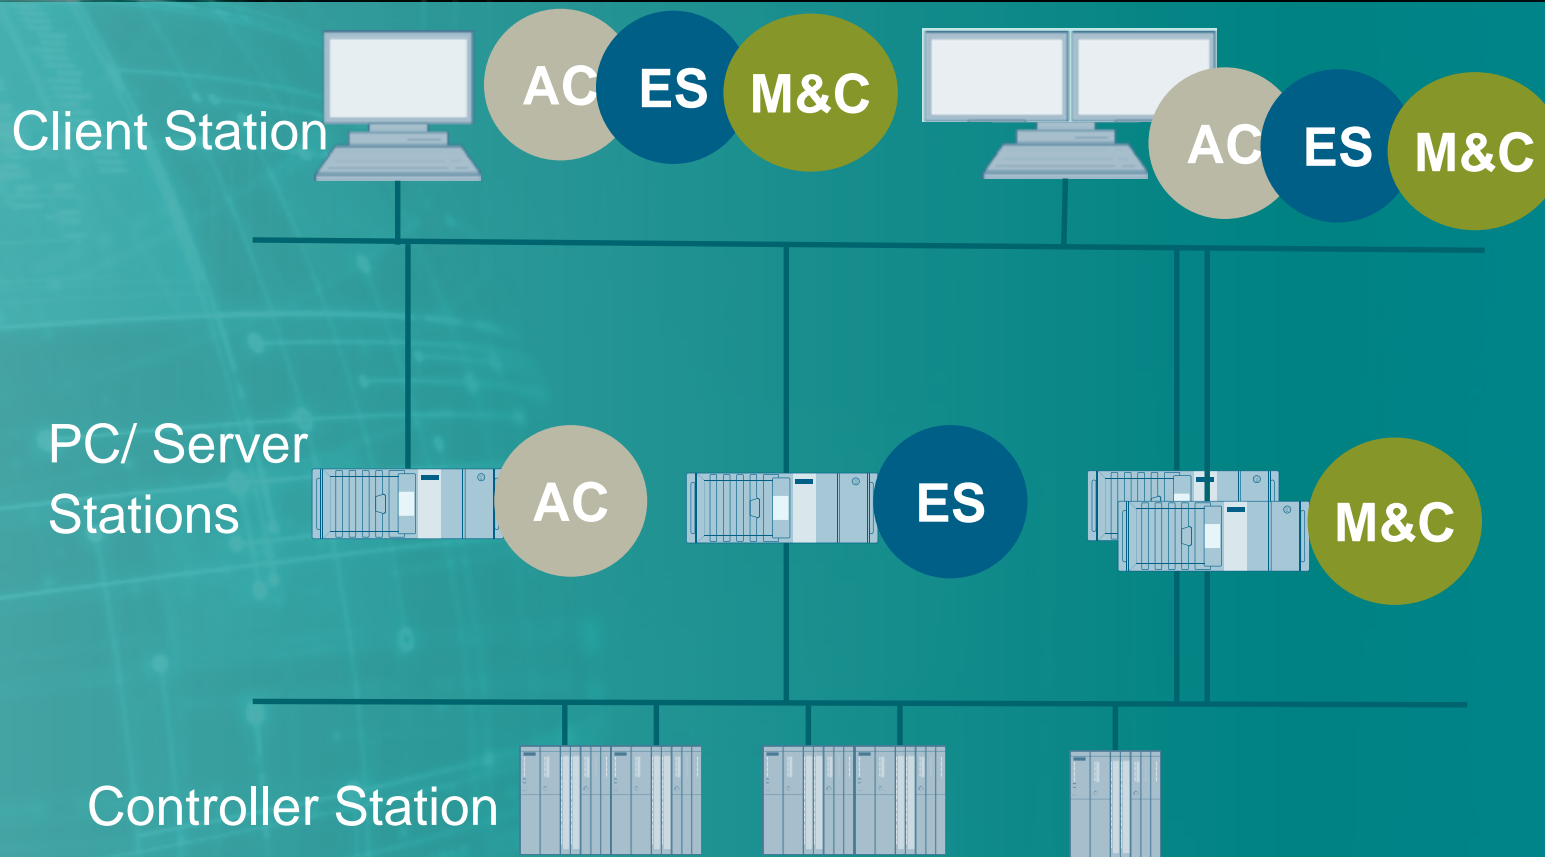 AC ES M&C
Client Station
AC ES M&C
PC/ Server
Stations
AC
ES
M&C
Controller Station